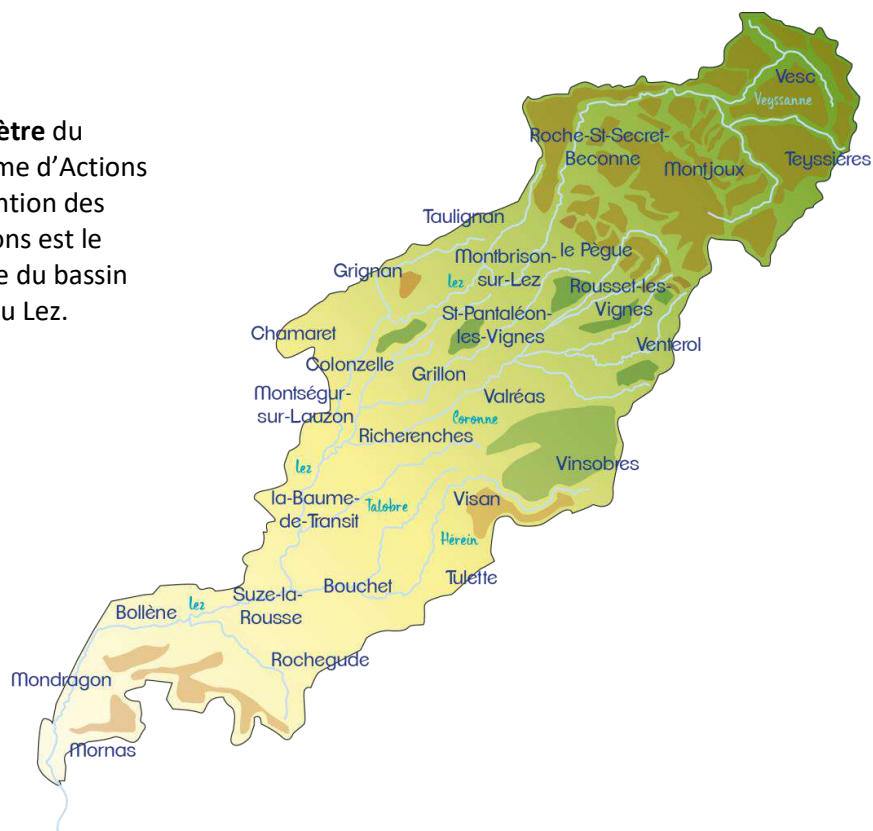 ètre du
me d'Actions
ntion des
ons est le
e du bassin
u Lez.
Vesc
Veyssanne
Roche-St-Secret-
Beconne
Montjoux
Teyssières
Taulignan
Montbrison-
sur-Lez
le Pègue
Grignan
lez
Rousset-les-
Vignes
St-Pantaléon-
les-Vignes
Chamaret
Venterol
Colonzelle
Grillon
Montségur-
sur-Lauzon
Valréas
Coronne
Richerenches
Vinsobres
lez
la-Baume-
de-Transit
Talobre
Visan
Hérein
Tulette
Bouchet
Suze-la-
Rousse
Bollène
lez
Rochegude
Mondragon
Mornas